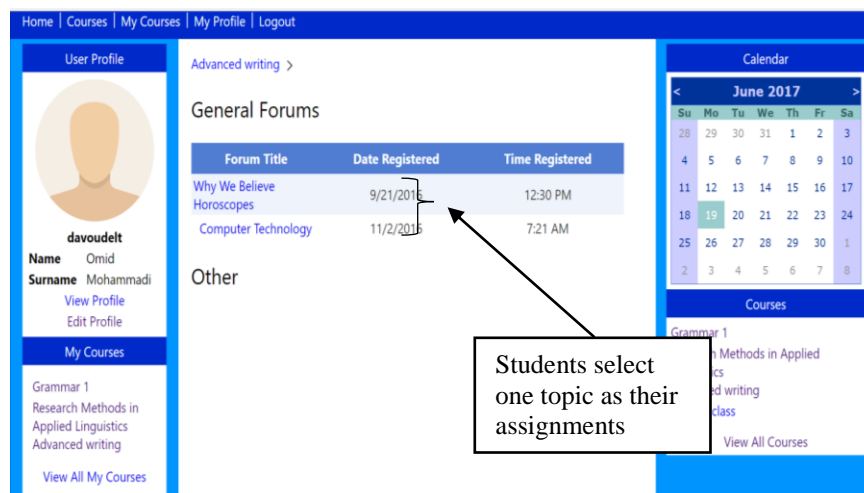 Home | Courses | My Courses | My Profile | Logout
User Profile
davoudelt
Name Omid
Surname Mohammadi
View Profile
Edit Profile
My Courses
Grammar 1
Research Methods in
Applied Linguistics
Advanced writing
View All My Courses
Advanced writing >
General Forums
Forum Title Date Registered Time Registered
Why We Believe
Horoscopes
9/21/2016 12:30 PM
Computer Technology 11/2/2016 7:21 AM
Other
Students select
one topic as their
assignments
Calendar
< June 2017 >
Su Mo Tu We Th Fr Sa
28 29 30 31 1 2 3
4 5 6 7 8 9 10
11 12 13 14 15 16 17
18 19 20 21 22 23 24
25 26 27 28 29 30 1
2 3 4 5 6 7 8
Courses
Grammar 1
Methods in Applied
writing
class
View All Courses